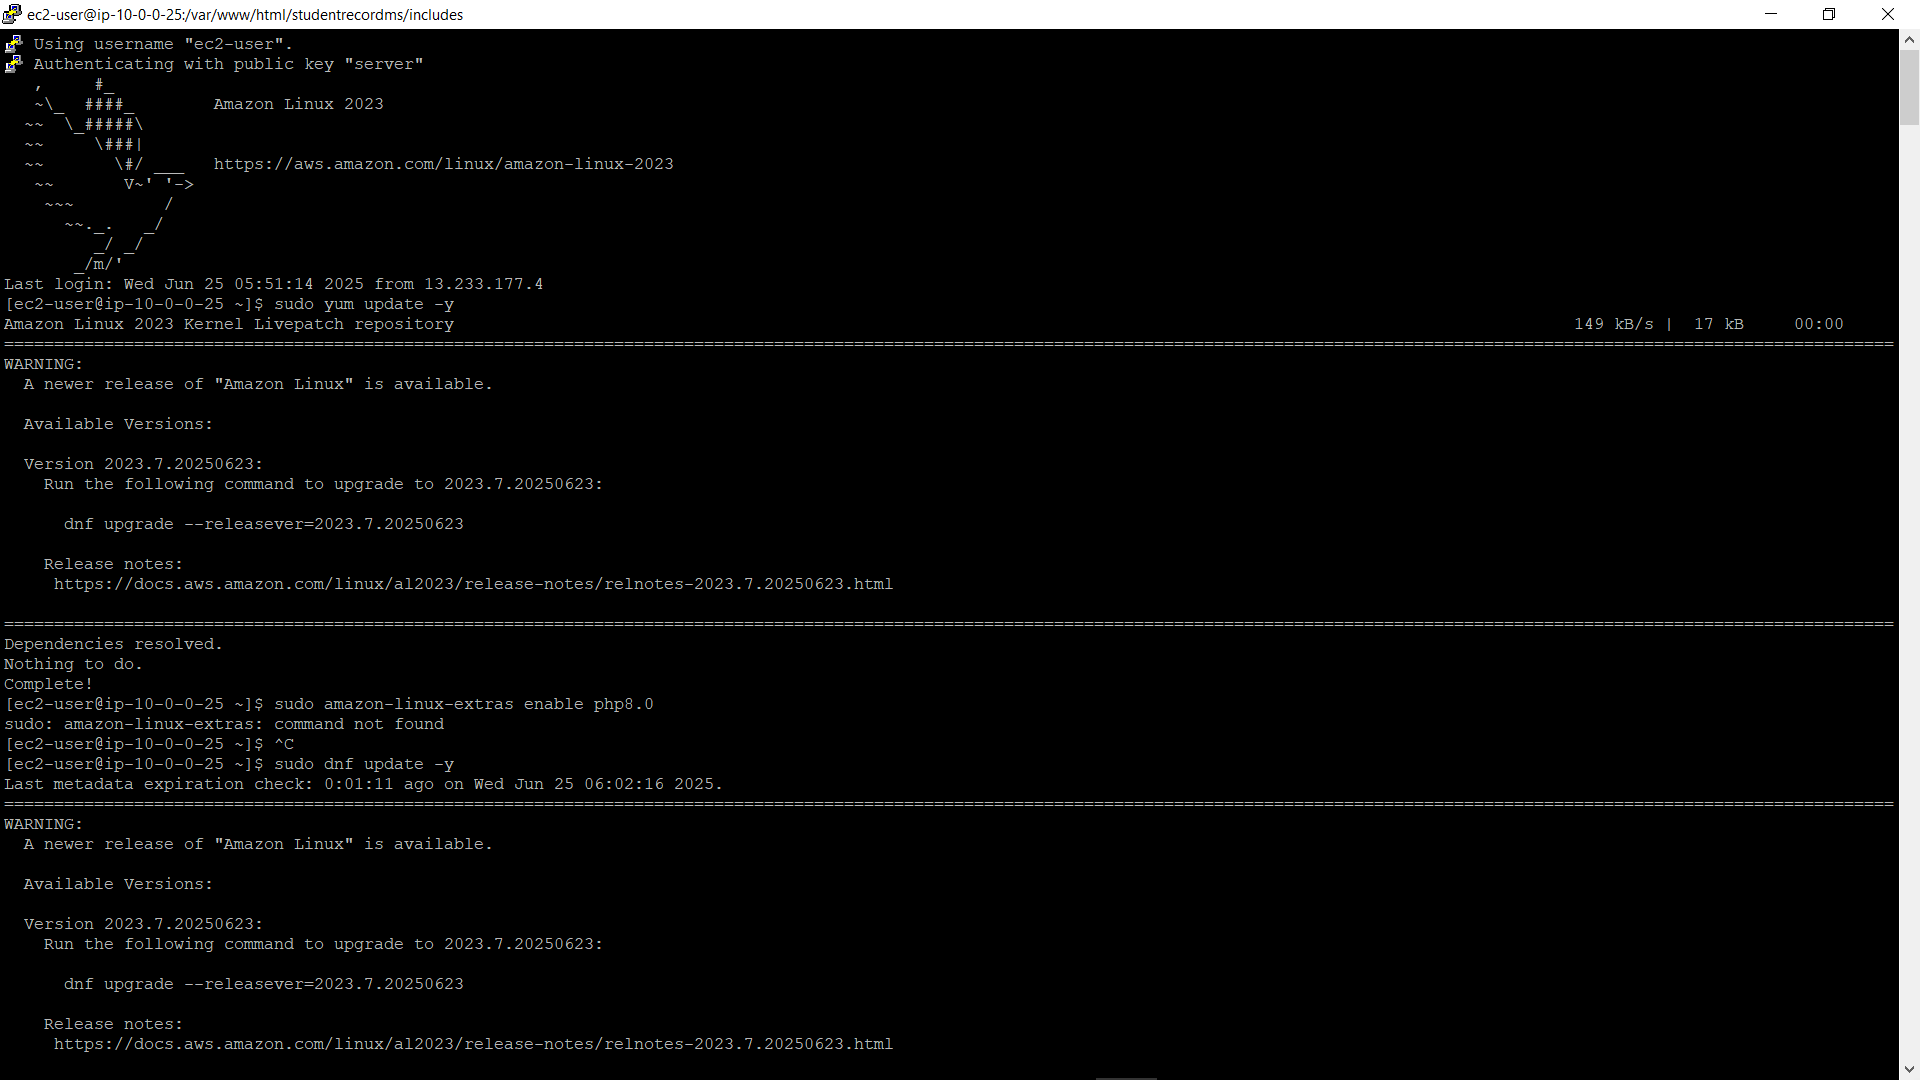 ec2-user@ip-10-0-0-25:/var/www/html/studentrecordms/includes
Using username "ec2-user".
Authenticating with public key "server"
   ,     #_
   ~\_  ####_        Amazon Linux 2023
  ~~  \_#####\
  ~~     \###|
  ~~       \#/ ___   https://aws.amazon.com/linux/amazon-linux-2023
   ~~       V~' '->
    ~~~         /
      ~~._.   _/
         _/ _/
       _/m/'
Last login: Wed Jun 25 05:51:14 2025 from 13.233.177.4
[ec2-user@ip-10-0-0-25 ~]$ sudo yum update -y
Amazon Linux 2023 Kernel Livepatch repository 149 kB/s | 17 kB 00:00
================================================================================
WARNING:
  A newer release of "Amazon Linux" is available.

  Available Versions:

  Version 2023.7.20250623:
    Run the following command to upgrade to 2023.7.20250623:

      dnf upgrade --releasever=2023.7.20250623

    Release notes:
     https://docs.aws.amazon.com/linux/al2023/release-notes/relnotes-2023.7.20250623.html

================================================================================
Dependencies resolved.
Nothing to do.
Complete!
[ec2-user@ip-10-0-0-25 ~]$ sudo amazon-linux-extras enable php8.0
sudo: amazon-linux-extras: command not found
[ec2-user@ip-10-0-0-25 ~]$ ^C
[ec2-user@ip-10-0-0-25 ~]$ sudo dnf update -y
Last metadata expiration check: 0:01:11 ago on Wed Jun 25 06:02:16 2025.
================================================================================
WARNING:
  A newer release of "Amazon Linux" is available.

  Available Versions:

  Version 2023.7.20250623:
    Run the following command to upgrade to 2023.7.20250623:

      dnf upgrade --releasever=2023.7.20250623

    Release notes:
     https://docs.aws.amazon.com/linux/al2023/release-notes/relnotes-2023.7.20250623.html